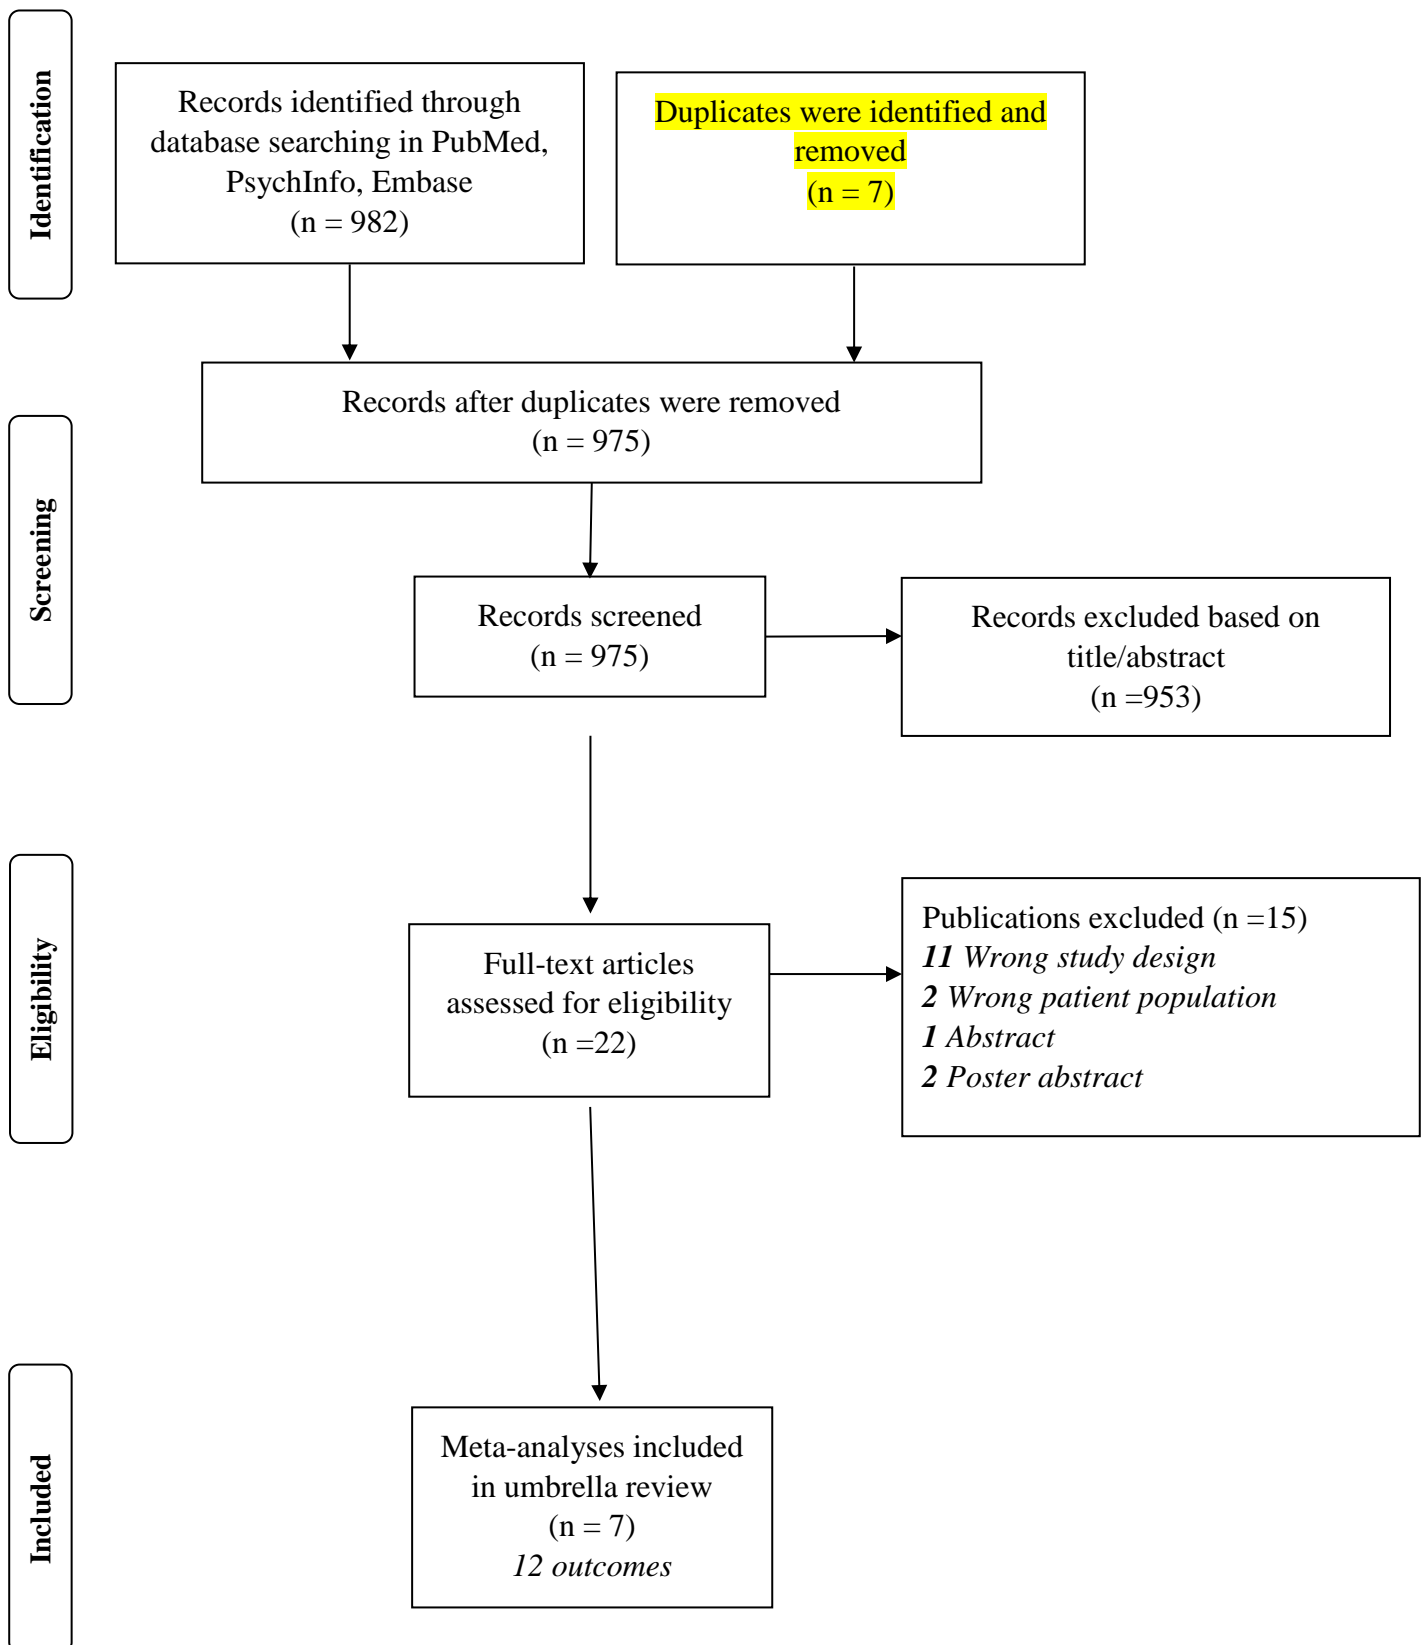 Identification
Records identified through
database searching in PubMed,
PsychInfo, Embase
(n = 982)
Duplicates were identified and
removed
(n = 7)
Records after duplicates were removed
(n = 975)
Screening
Records screened
(n = 975)
Records excluded based on
title/abstract
(n =953)
Eligibility
Full-text articles
assessed for eligibility
(n =22)
Publications excluded (n =15)
11 Wrong study design
2 Wrong patient population
1 Abstract
2 Poster abstract
Included
Meta-analyses included
in umbrella review
(n = 7)
12 outcomes